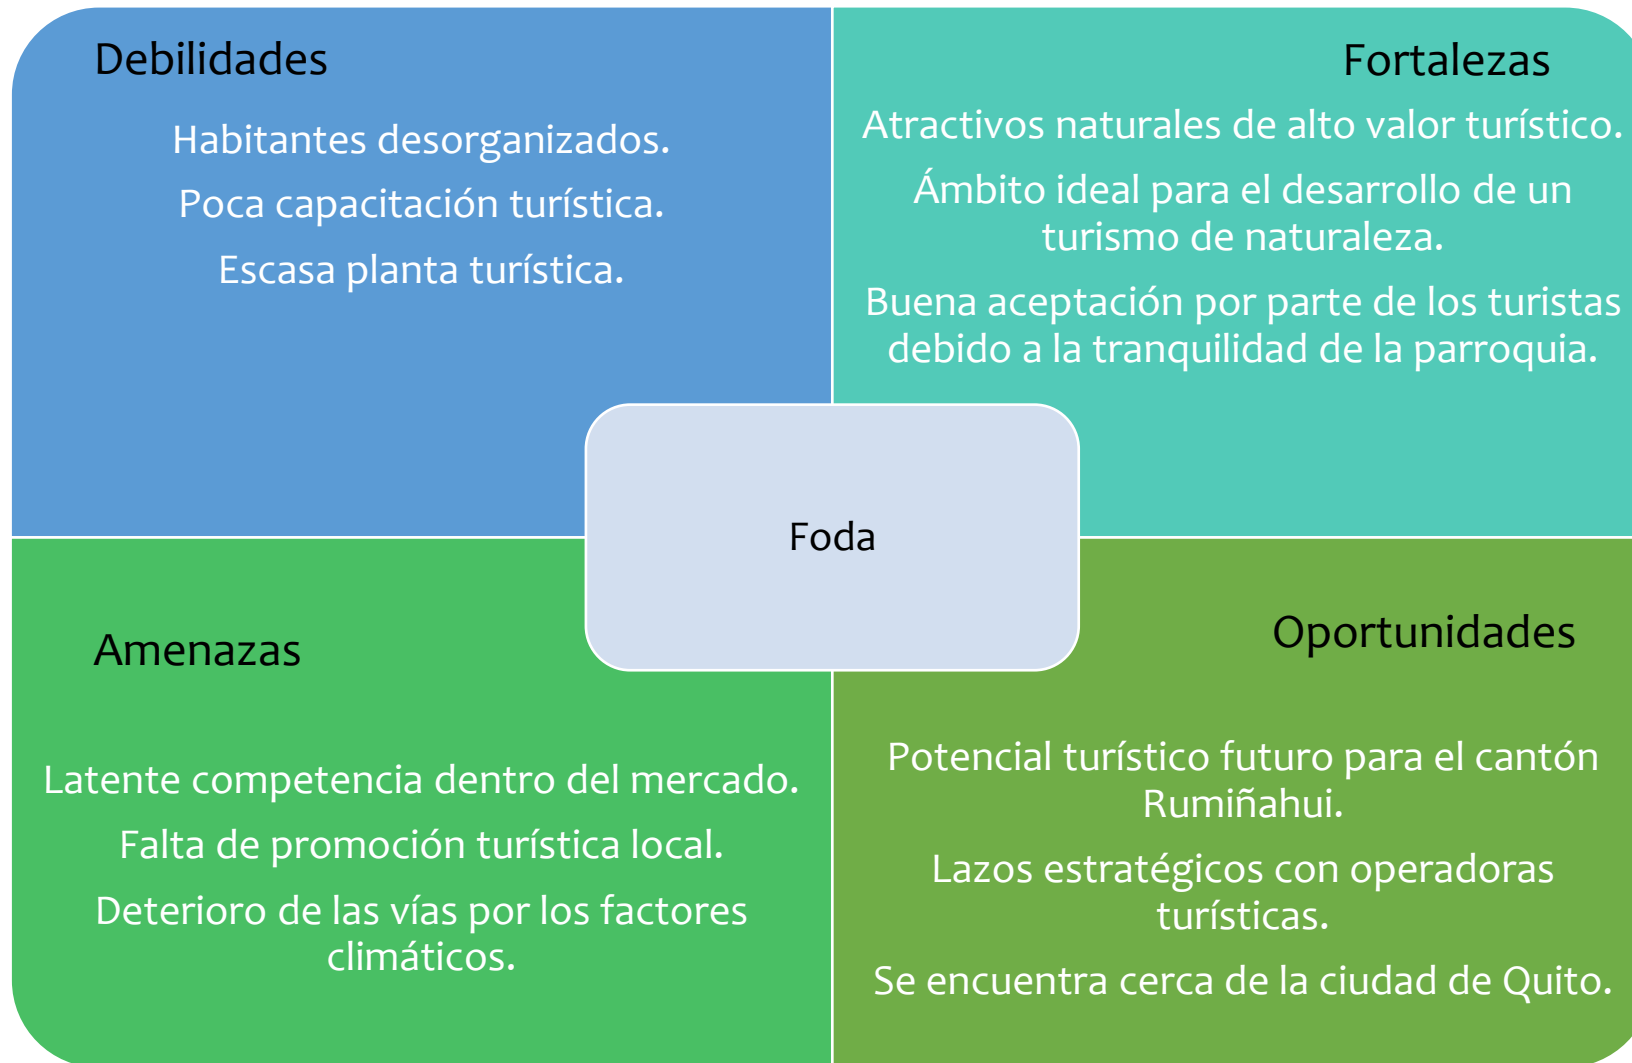 Debilidades
Habitantes desorganizados.
Poca capacitación turística.
Escasa planta turística.
Fortalezas
Atractivos naturales de alto valor turístico.
Ámbito ideal para el desarrollo de un
turismo de naturaleza.
Buena aceptación por parte de los turistas
debido a la tranquilidad de la parroquia.
Foda
Amenazas
Latente competencia dentro del mercado.
Falta de promoción turística local.
Deterioro de las vías por los factores
climáticos.
Oportunidades
Potencial turístico futuro para el cantón
Rumiñahui.
Lazos estratégicos con operadoras
turísticas.
Se encuentra cerca de la ciudad de Quito.